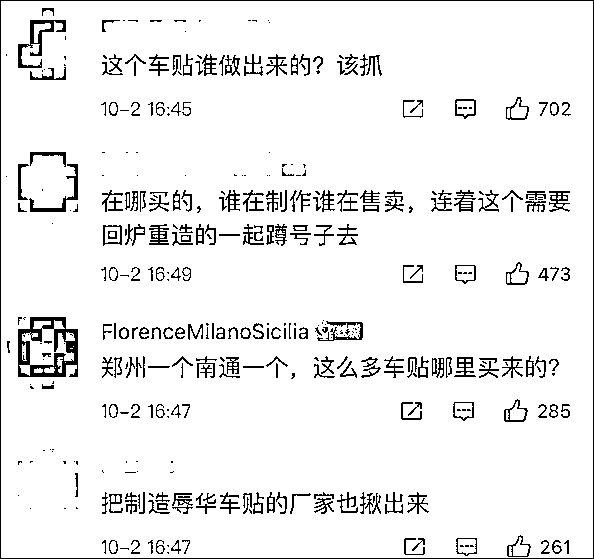 这个车贴谁做出来的？该抓
10-2 16:45
702
在哪买的，谁在制作谁在售卖，连着这个需要
回炉重造的一起蹲号子去
10-2 16:49
473
FlorenceMilanoSicilia
郑州一个南通一个，这么多车贴哪里买来的？
10-2 16:47
285
把制造辱华车贴的厂家也揪出来
10-2 16:47
261